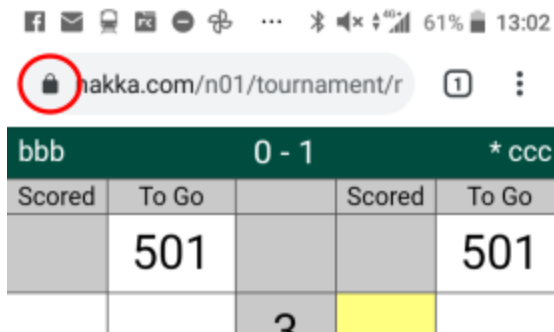 61% 13:02
nakka.com/n01/tournament/r 1
bbb 0 - 1 * ccc
Scored To Go Scored To Go
501 501
3